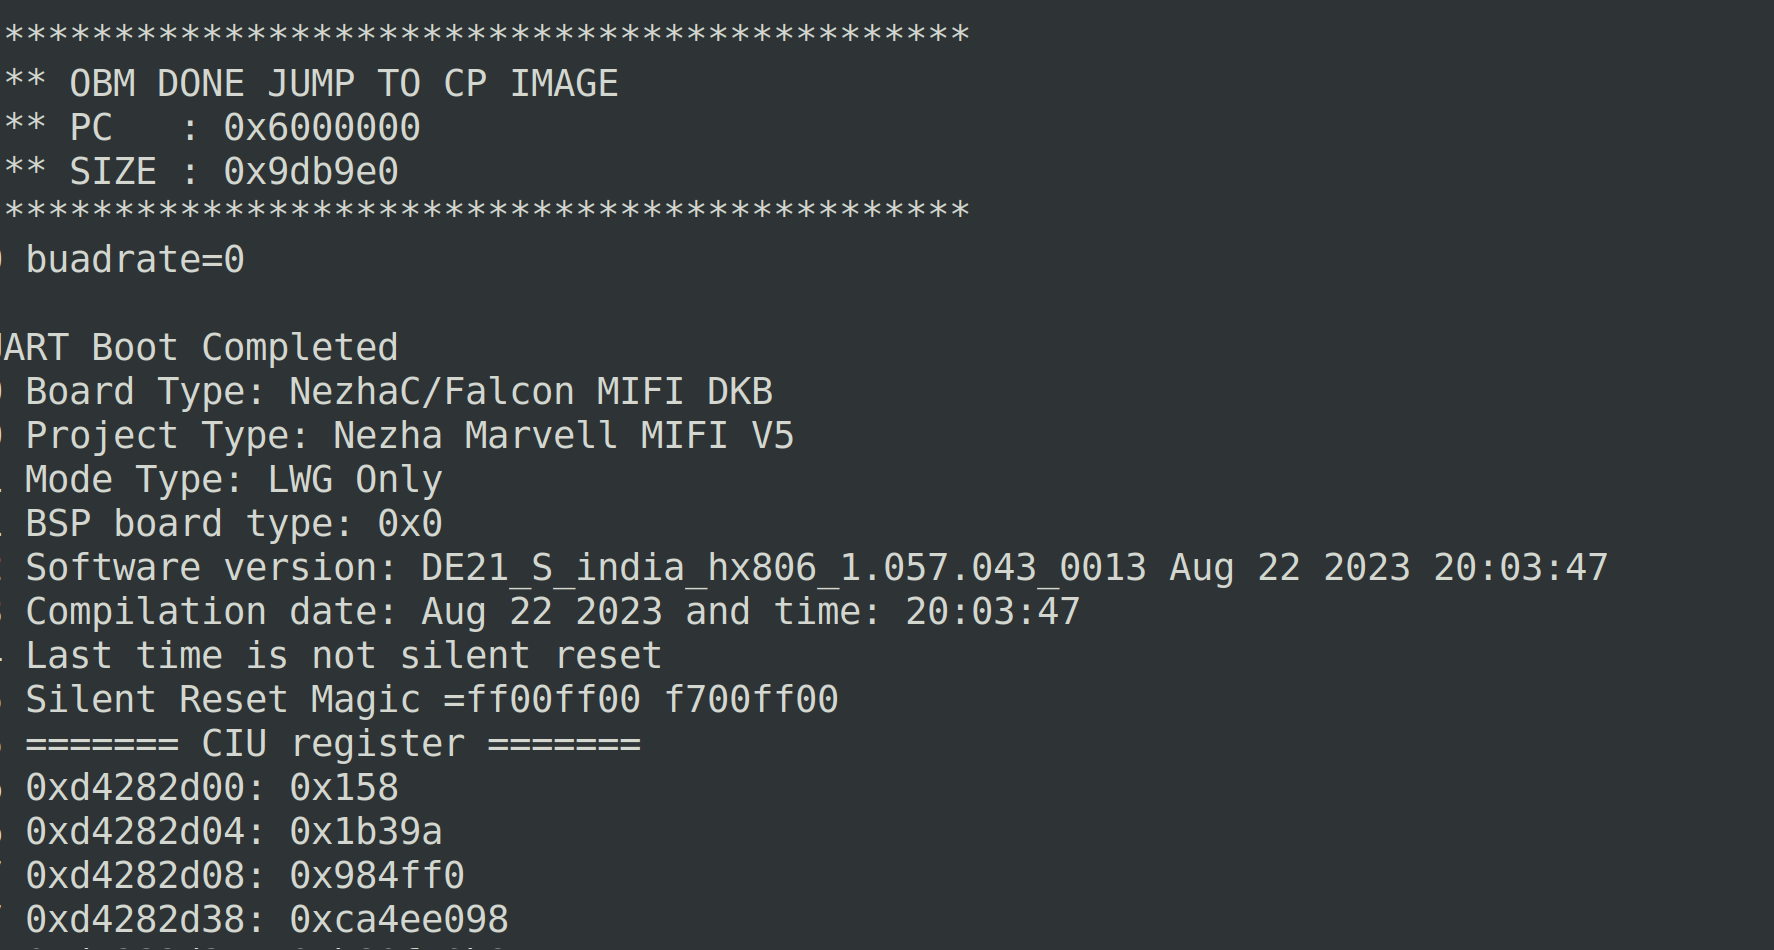 ********************************************
** OBM DONE JUMP TO CP IMAGE
** PC   : 0x6000000
** SIZE : 0x9db9e0
********************************************
buadrate=0
UART Boot Completed
Board Type: NezhaC/Falcon MIFI DKB
Project Type: Nezha Marvell MIFI V5
Mode Type: LWG Only
BSP board type: 0x0
Software version: DE21_S_india_hx806_1.057.043_0013 Aug 22 2023 20:03:47
Compilation date: Aug 22 2023 and time: 20:03:47
Last time is not silent reset
Silent Reset Magic =ff00ff00 f700ff00
======= CIU register =======
0xd4282d00: 0x158
0xd4282d04: 0x1b39a
0xd4282d08: 0x984ff0
0xd4282d38: 0xca4ee098